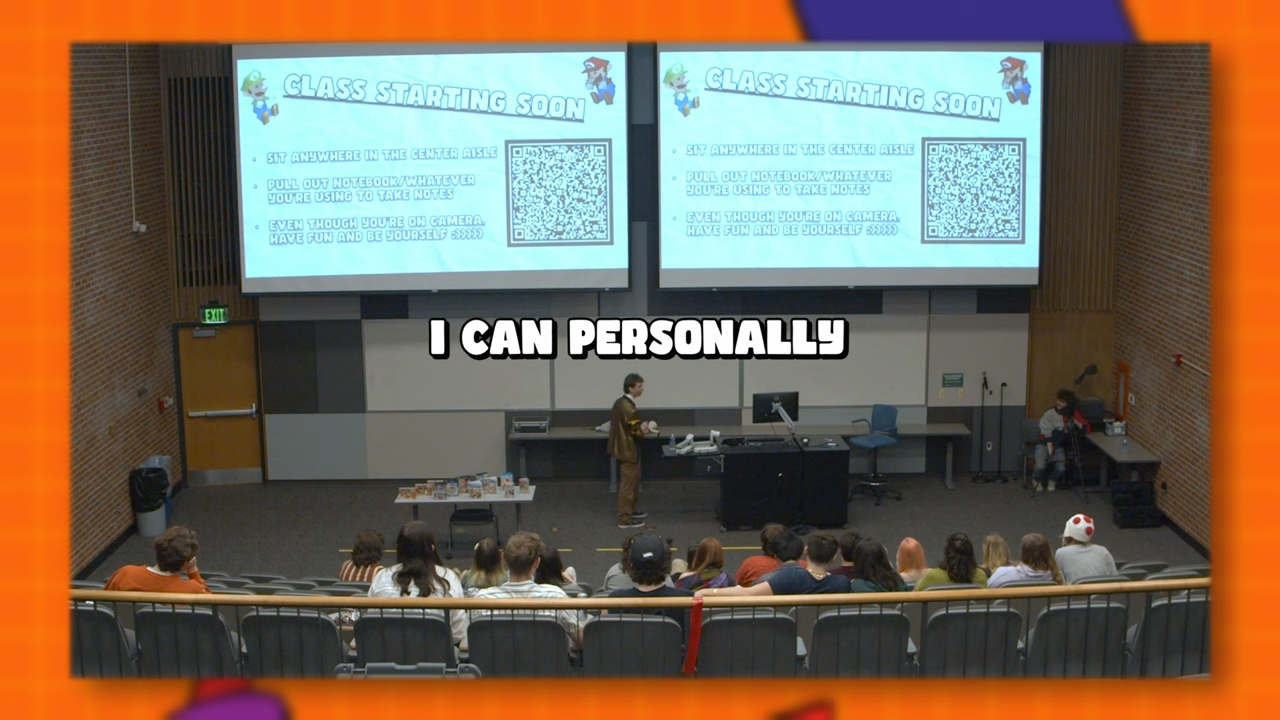 CLASS STARTING SOON
• SIT ANYWHERE IN THE CENTER AISLE
• PULL OUT NOTEBOOK/WHATEVER
YOU'RE USING TO TAKE NOTES
• EVEN THOUGH YOU'RE ON CAMERA,
HAVE FUN AND BE YOURSELF :)))))
CLASS STARTING SOON
• SIT ANYWHERE IN THE CENTER AISLE
• PULL OUT NOTEBOOK/WHATEVER
YOU'RE USING TO TAKE NOTES
• EVEN THOUGH YOU'RE ON CAMERA,
HAVE FUN AND BE YOURSELF :)))))
EXIT
I CAN PERSONALLY